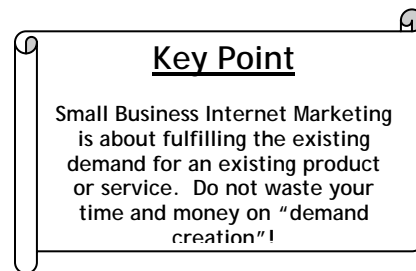 Key Point
Small Business Internet Marketing
is about fulfilling the existing
demand for an existing product
or service. Do not waste your
time and money on “demand
creation”!